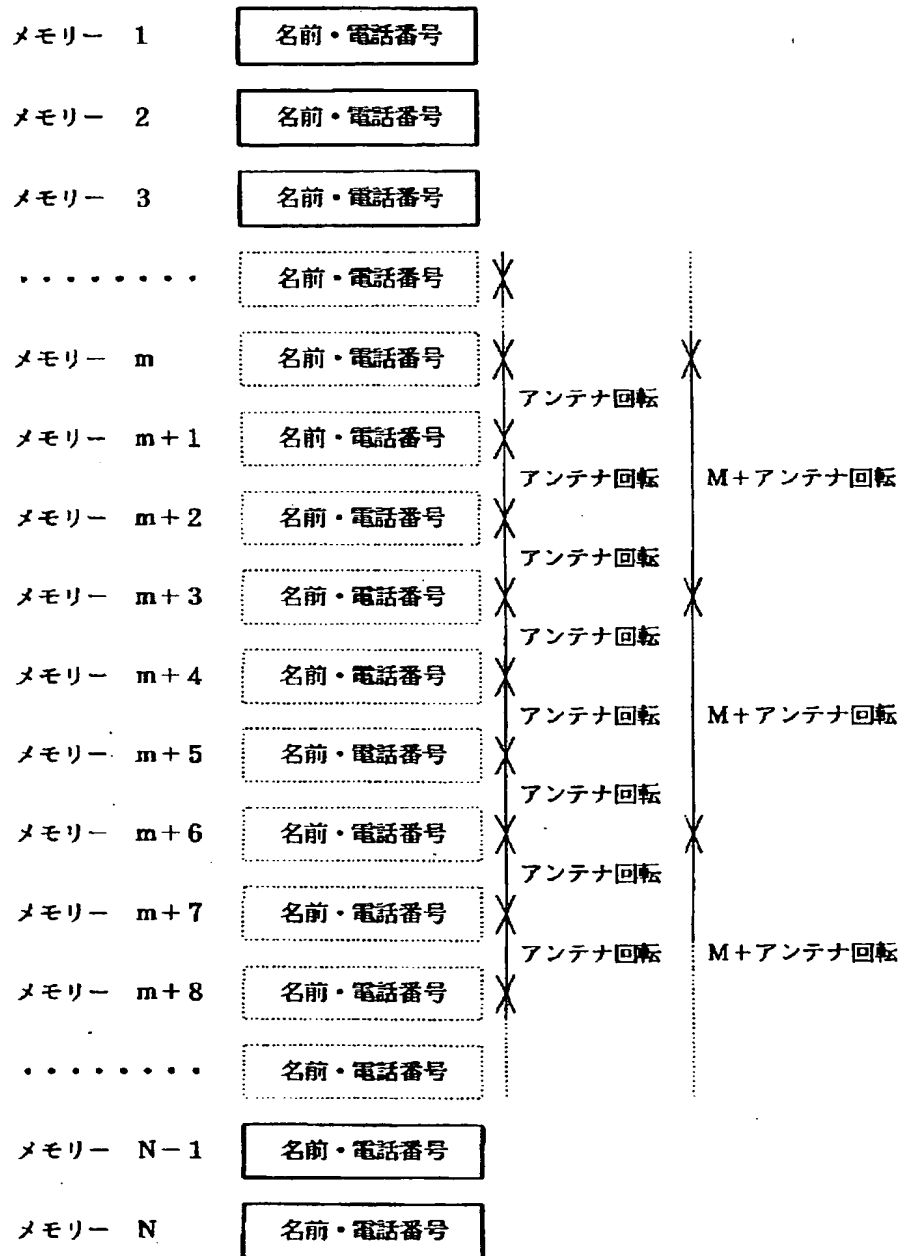 メモリー 1 名前・電話番号
メモリー 2 名前・電話番号
メモリー 3 名前・電話番号
・・・・・・・・ 名前・電話番号
メモリー m 名前・電話番号
アンテナ回転
メモリー m+1 名前・電話番号
アンテナ回転 M+アンテナ回転
メモリー m+2 名前・電話番号
アンテナ回転
メモリー m+3 名前・電話番号
アンテナ回転
メモリー m+4 名前・電話番号
アンテナ回転 M+アンテナ回転
メモリー m+5 名前・電話番号
アンテナ回転
メモリー m+6 名前・電話番号
アンテナ回転
メモリー m+7 名前・電話番号
アンテナ回転 M+アンテナ回転
メモリー m+8 名前・電話番号
・・・・・・・・ 名前・電話番号
メモリー N-1 名前・電話番号
メモリー N 名前・電話番号